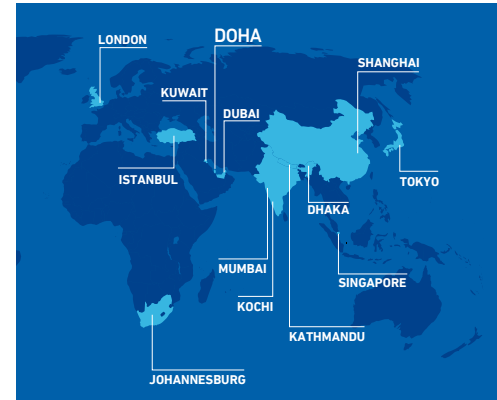 LONDON
DOHA
SHANGHAI
KUWAIT
DUBAI
ISTANBUL
TOKYO
DHAKA
MUMBAI
SINGAPORE
KOCHI
KATHMANDU
JOHANNESBURG